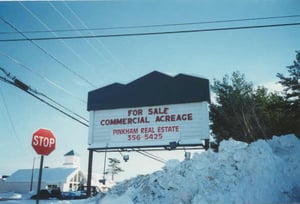 FOR SALE
COMMERCIAL ACREAGE
PINKHAM REAL ESTATE
356 5425
STOP